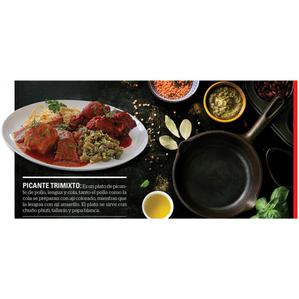 PICANTE TRIMIXTO: Es un plato de pican-
te de pollo, lengua y cola, tanto el pollo como la
cola se preparan con ají colorado, mientras que
la lengua con ají amarillo. El plato se sirve con
chuño phuti, tallarín y papa blanca.